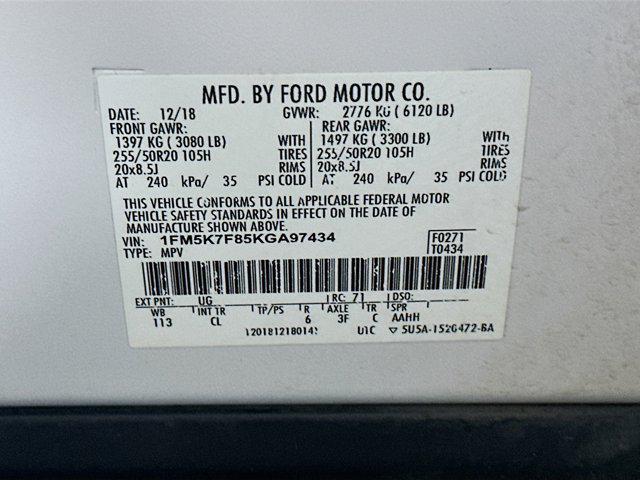 MFD. BY FORD MOTOR CO.
DATE: 12/18 GVWR: 2776 KG ( 6120 LB)
FRONT GAWR: REAR GAWR:
1397 KG ( 3080 LB) WITH 1497 KG ( 3300 LB) WITH
255/50R20 105H TIRES 255/50R20 105H TIRES
20x8.5J RIMS 20x8.5J RIMS
AT 240 kPa/ 35 PSI COLD AT 240 kPa/ 35 PSI COLD
THIS VEHICLE CONFORMS TO ALL APPLICABLE FEDERAL MOTOR
VEHICLE SAFETY STANDARDS IN EFFECT ON THE DATE OF
MANUFACTURE SHOWN ABOVE.
VIN: 1FM5K7F85KGA97434 F0271
TYPE: MPV T0434
EXT PNT: UG RC: 71 DSO:
WB INT TR TP/PS R AXLE TR SPR
113 CL 6 3F C AAHH
UTC